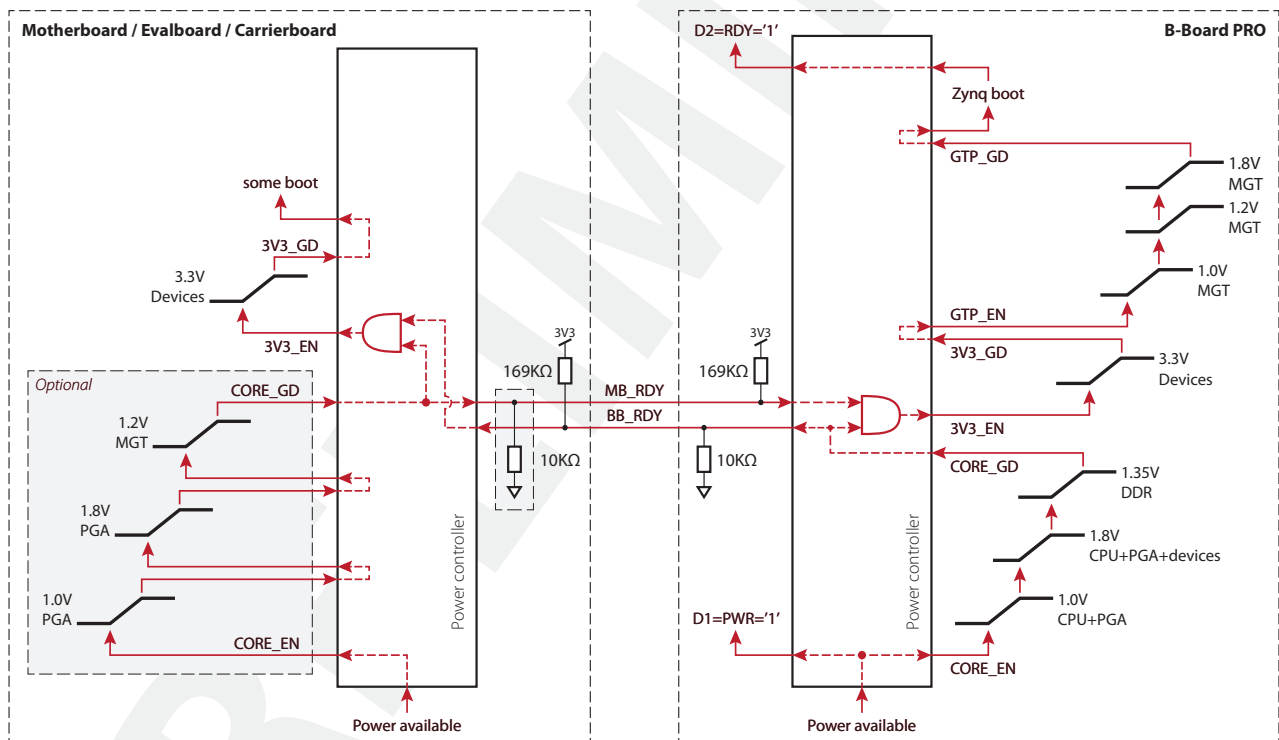 Motherboard / Evalboard / Carrierboard
some boot
3V3_GD
3.3V
Devices
3V3_EN
Optional
CORE_GD
1.2V
MGT
1.8V
PGA
1.0V
PGA
CORE_EN
Power controller
Power available
3V3
169KΩ
10KΩ
MB_RDY
BB_RDY
3V3
169KΩ
10KΩ
B-Board PRO
D2=RDY='1'
Zynq boot
GTP_GD
1.8V
MGT
1.2V
MGT
1.0V
MGT
GTP_EN
3V3_GD
3.3V
Devices
3V3_EN
CORE_GD
1.35V
DDR
1.8V
CPU+PGA+devices
1.0V
CPU+PGA
D1=PWR='1'
CORE_EN
Power controller
Power available